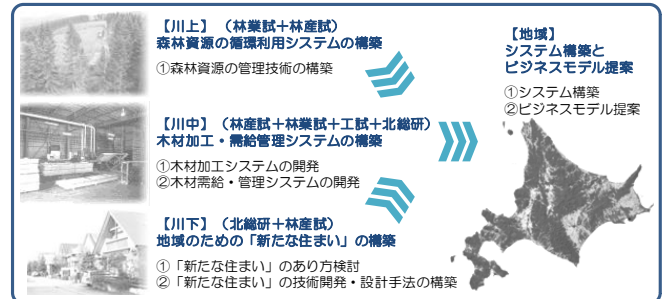 【川上】（林業試＋林産試）
森林資源の循環利用システムの構築
①森林資源の管理技術の構築
【川中】（林産試＋林業試＋工試＋北総研）
木材加工・需給管理システムの構築
①木材加工システムの開発
②木材需給・管理システムの開発
【川下】（北総研＋林産試）
地域のための「新たな住まい」の構築
①「新たな住まい」のあり方検討
②「新たな住まい」の技術開発・設計手法の構築
【地域】
システム構築と
ビジネスモデル提案
①システム構築
②ビジネスモデル提案